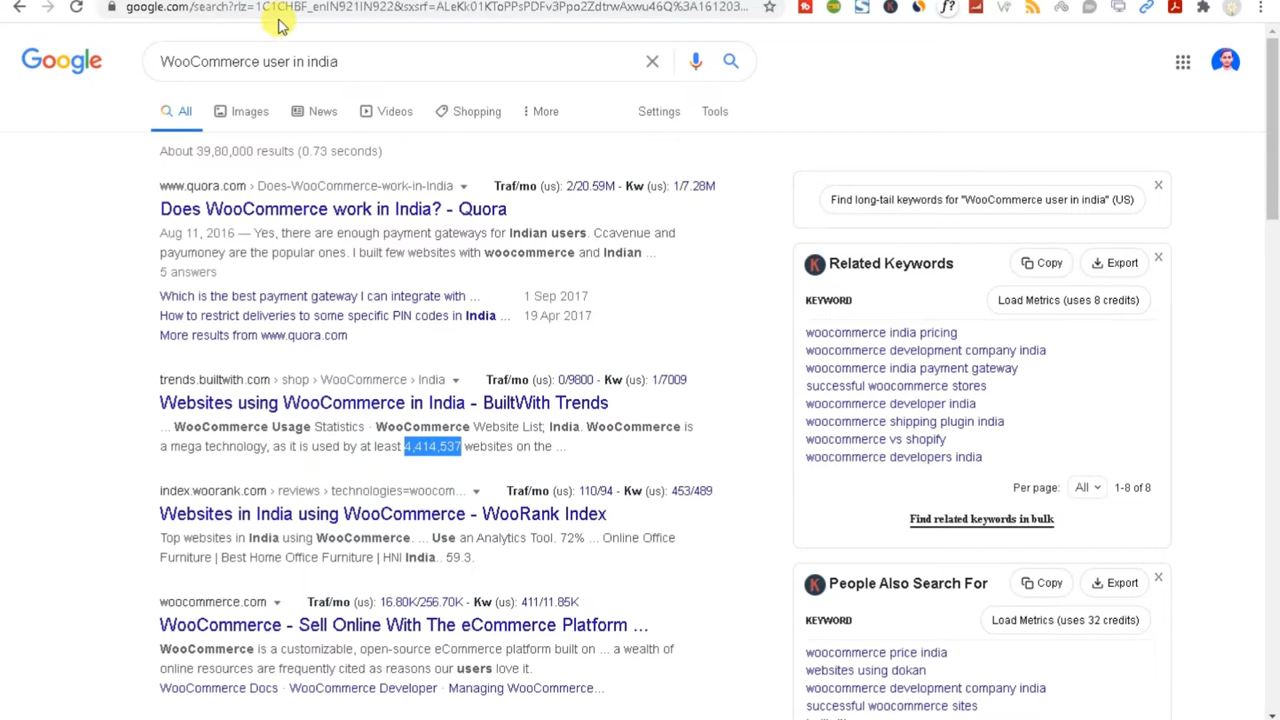 google.com/search?rlz=1C1CHBF_enIN921IN922&sxsrf=ALeKk01KToPPsPDFv3Ppo2ZdtrwAxwu46Q%3A161203...
Google
WooCommerce user in india
All
Images
News
Videos
Shopping
More
Settings
Tools
About 39,80,000 results (0.73 seconds)
www.quora.com › Does-WooCommerce-work-in-India Traf/mo (us): 2/20.59M - Kw (us): 1/7.28M
Does WooCommerce work in India? - Quora
Aug 11, 2016 — Yes, there are enough payment gateways for Indian users. Ccavenue and
payumoney are the popular ones. I built few websites with woocommerce and Indian ...
5 answers
Which is the best payment gateway I can integrate with ... 1 Sep 2017
How to restrict deliveries to some specific PIN codes in India ... 19 Apr 2017
More results from www.quora.com
trends.builtwith.com › shop › WooCommerce › India Traf/mo (us): 0/9800 - Kw (us): 1/7009
Websites using WooCommerce in India - BuiltWith Trends
... WooCommerce Usage Statistics · WooCommerce Website List; India. WooCommerce is
a mega technology, as it is used by at least 4,414,537 websites on the ...
index.woorank.com › reviews › technologies=woocom... Traf/mo (us): 110/94 - Kw (us): 453/489
Websites in India using WooCommerce - WooRank Index
Top websites in India using WooCommerce. ... Use an Analytics Tool. 72% ... Online Office
Furniture | Best Home Office Furniture | HNI India.. 59.3.
woocommerce.com Traf/mo (us): 16.80K/256.70K - Kw (us): 411/11.85K
WooCommerce - Sell Online With The eCommerce Platform ...
WooCommerce is a customizable, open-source eCommerce platform built on ... a wealth of
online resources are frequently cited as reasons our users love it.
WooCommerce Docs · WooCommerce Developer · Managing WooCommerce...
Find long-tail keywords for "WooCommerce user in india" (US)
X
K Related Keywords
Copy
Export
X
KEYWORD
Load Metrics (uses 8 credits)
woocommerce india pricing
woocommerce development company india
woocommerce india payment gateway
successful woocommerce stores
woocommerce developer india
woocommerce shipping plugin india
woocommerce vs shopify
woocommerce developers india
Per page: All 1-8 of 8
Find related keywords in bulk
K People Also Search For
Copy
Export
X
KEYWORD
Load Metrics (uses 32 credits)
woocommerce price india
websites using dokan
woocommerce development company india
successful woocommerce sites